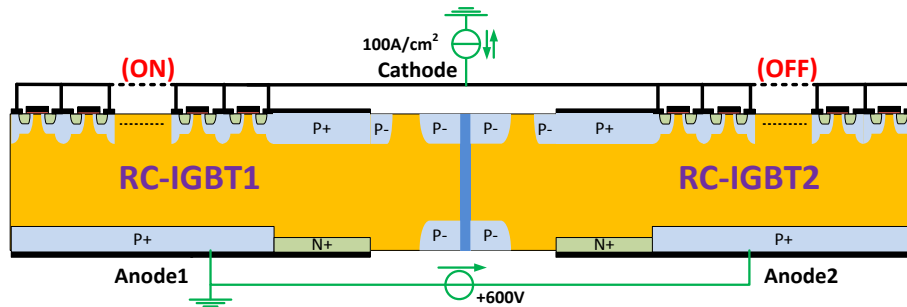 100A/cm²
Cathode
(ON)
(OFF)
P+
P-
P-
P-
P-
P+
RC-IGBT1
RC-IGBT2
P+
N+
P-
P-
N+
P+
Anode1
Anode2
+600V